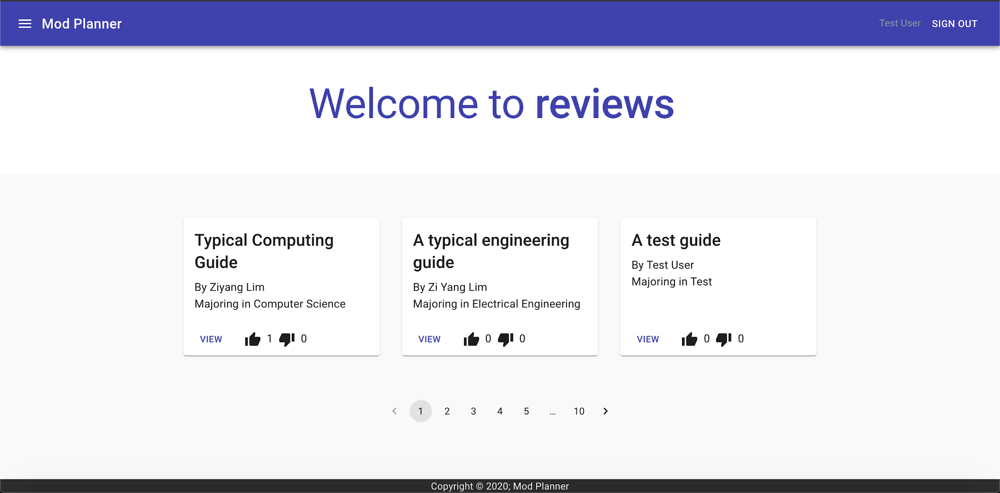 Mod Planner
Test User SIGN OUT
Welcome to reviews
Typical Computing
Guide
By Ziyang Lim
Majoring in Computer Science
VIEW 1 0
A typical engineering
guide
By Zi Yang Lim
Majoring in Electrical Engineering
VIEW 0 0
A test guide
By Test User
Majoring in Test
VIEW 0 0
1 2 3 4 5 ... 10
Copyright © 2020; Mod Planner